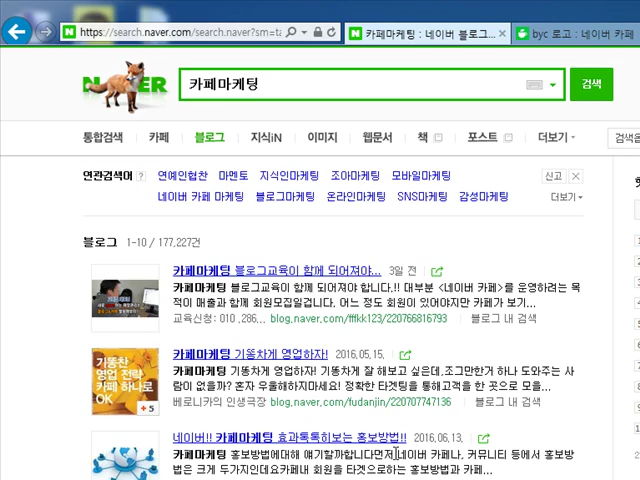 https://search.naver.com/search.naver?sm=ta
카페마케팅 : 네이버 블로그...
byc 로고 : 네이버 카페
NAVER
카페마케팅
검색
통합검색 카페 블로그 지식iN 이미지 웹문서 책 포스트 더보기
검색옵
연관검색어 ? 연예인협찬 마멘토 지식인마케팅 조아마케팅 모바일마케팅 신고
네이버 카페 마케팅 블로그마케팅 온라인마케팅 SNS마케팅 감성마케팅 더보기
블로그 1-10 / 177,227건
카페마케팅 블로그교육이 함께 되어져야... 3일 전
카페마케팅 블로그교육이 함께 되어져야 합니다.!! 대부분 <네이버 카페>를 운영하려는 목
적이 매출과 함께 회원모집일겁니다. 어느 정도 회원이 있어야지만 카페가 보기...
교육신청: 010 .286... blog.naver.com/fffkk123/220766816793 블로그 내 검색
기똥찬
영업 전략
카페 하나로
OK
+ 5
카페마케팅 기똥차게 영업하자! 2016.05.15.
카페마케팅 기똥차게 영업하자! 카페마케팅 잘 해보고 싶은데,조그만한거 하나 도와주는 사
람이 없을까? 혼자 우울해하지마세요! 정확한 타겟팅을 통해고객을 한 곳으로 모을...
베로니카의 인생극장 blog.naver.com/fudanjin/220707747136 블로그 내 검색
네이버!! 카페마케팅 효과톡톡히보는 홍보방법!! 2016.06.13.
카페마케팅 홍보방법에대해 얘기할까합니다먼저 네이버 카페나, 커뮤니티 등에서 홍보방
법은 크게 두가지인데요카페내 회원을 타겟으로하는 홍보방법과 카페...